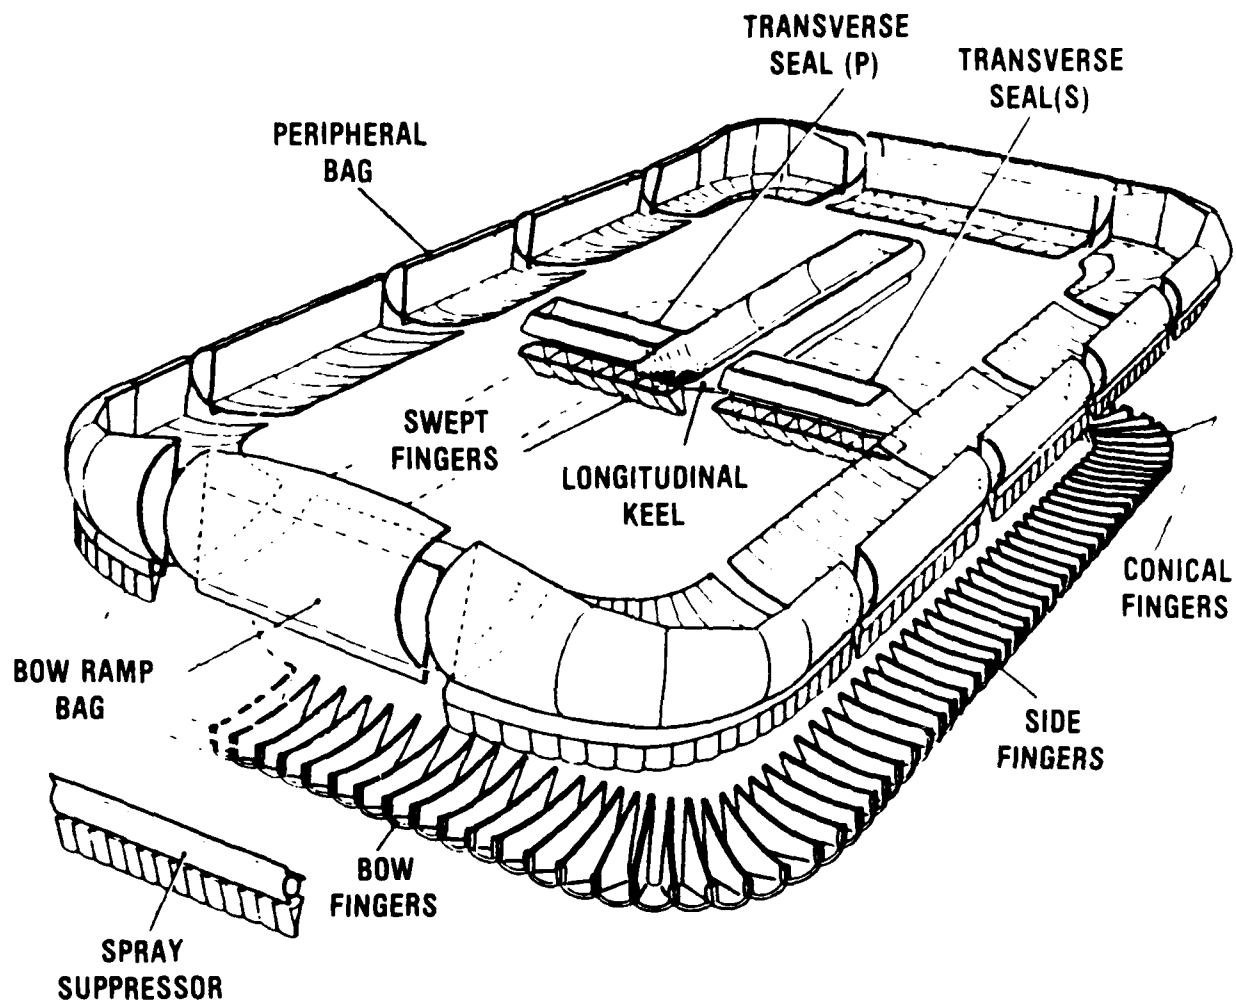 TRANSVERSE
SEAL (P)
TRANSVERSE
SEAL(S)
PERIPHERAL
BAG
SWEPT
FINGERS
LONGITUDINAL
KEEL
CONICAL
FINGERS
BOW RAMP
BAG
SIDE
FINGERS
BOW
FINGERS
SPRAY
SUPPRESSOR